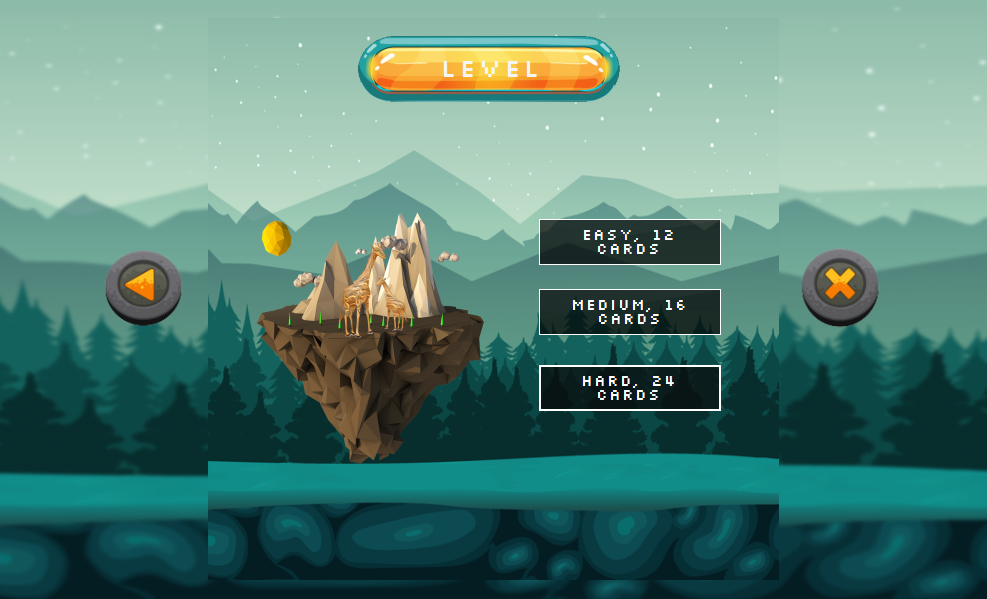 LEVEL
EASY, 12
CARDS
MEDIUM, 16
CARDS
HARD, 24
CARDS